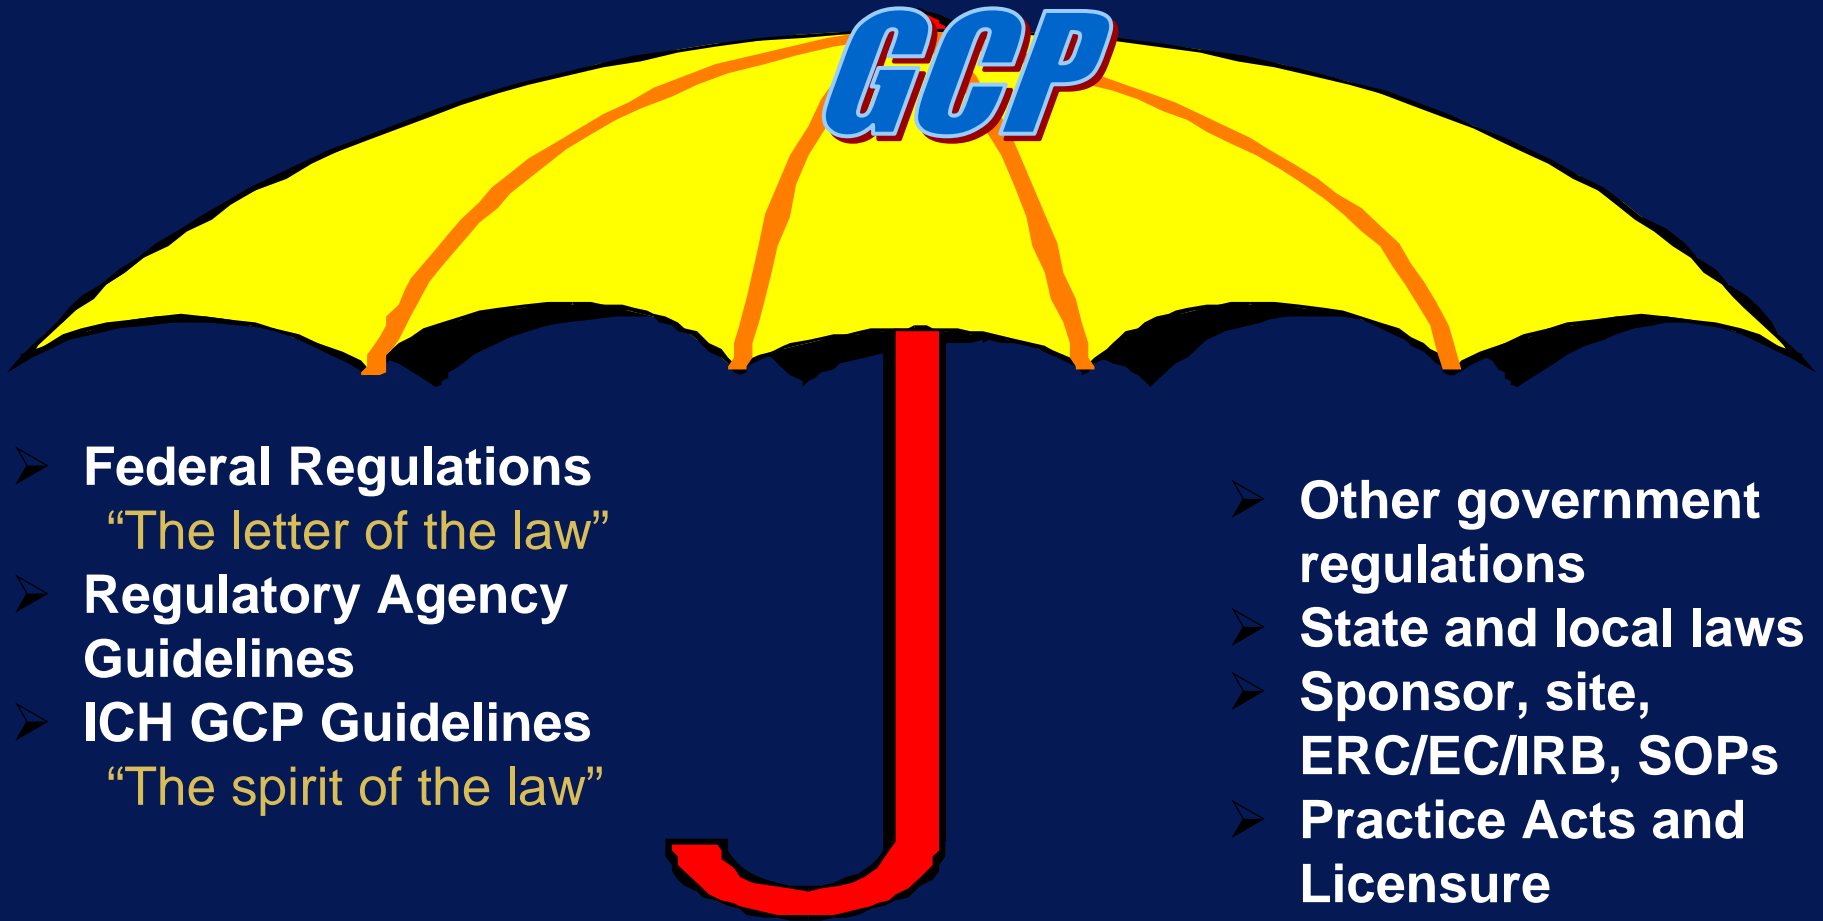 GCP
Federal Regulations
“The letter of the law”
Regulatory Agency
Guidelines
ICH GCP Guidelines
“The spirit of the law”
Other government
regulations
State and local laws
Sponsor, site,
ERC/EC/IRB, SOPs
Practice Acts and
Licensure